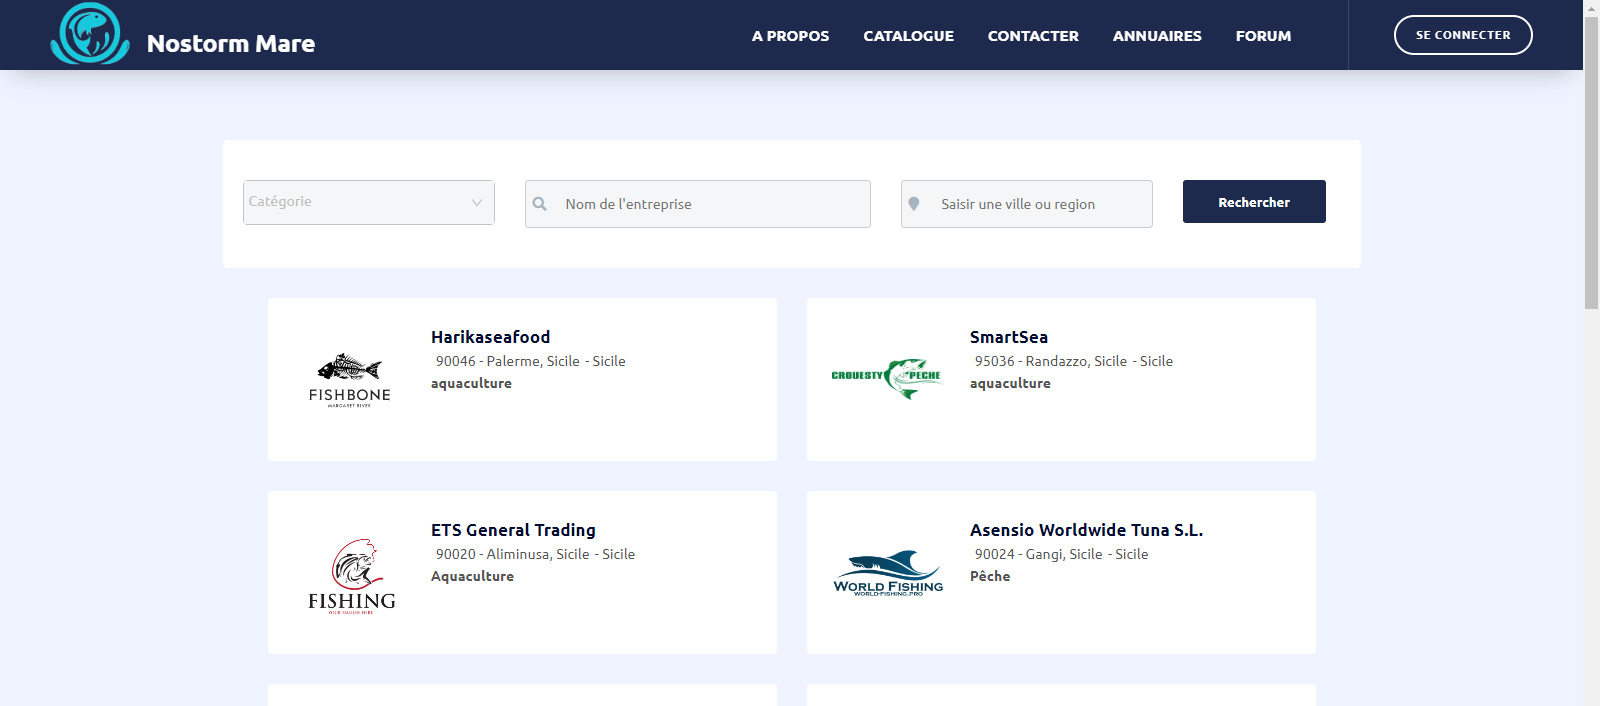 Nostorm Mare
A PROPOS
CATALOGUE
CONTACTER
ANNUAIRES
FORUM
SE CONNECTER
Catégorie
Nom de l'entreprise
Saisir une ville ou region
Rechercher
FISHBONE
MARGARET RIVER
Harikaseafood
90046 - Palerme, Sicile - Sicile
aquaculture
CROUESTY PECHE
SmartSea
95036 - Randazzo, Sicile - Sicile
aquaculture
FISHING
YOUR TAGLINE HERE
ETS General Trading
90020 - Aliminusa, Sicile - Sicile
Aquaculture
WORLD FISHING
WORLD-FISHING.PRO
Asensio Worldwide Tuna S.L.
90024 - Gangi, Sicile - Sicile
Pêche